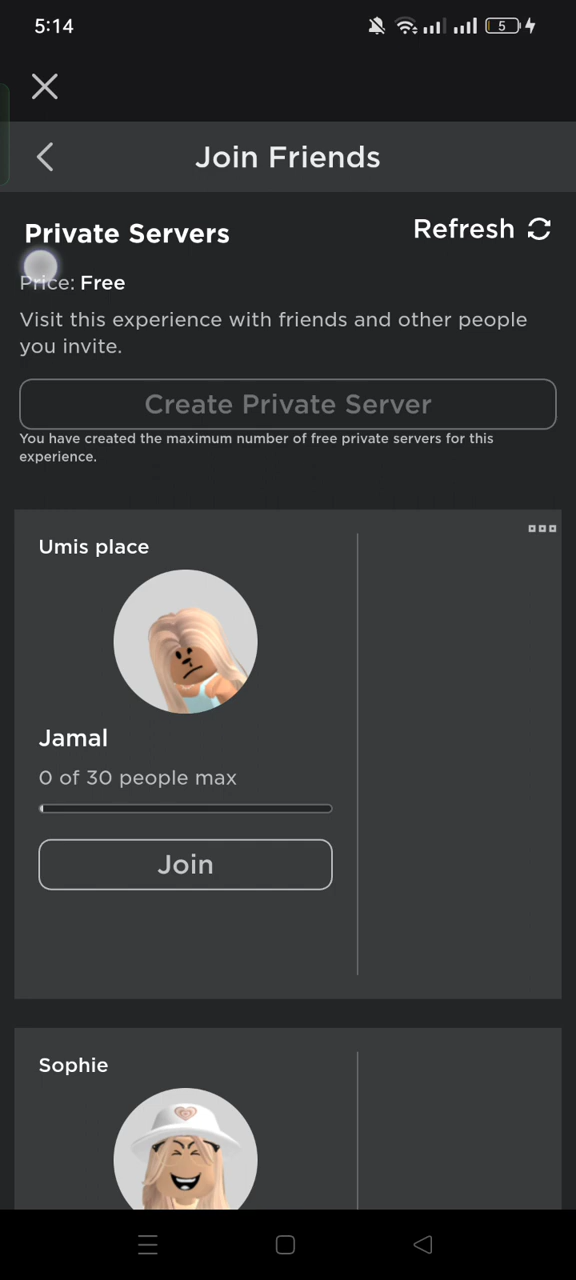 5:14
5
Join Friends
Private Servers
Refresh
Price: Free
Visit this experience with friends and other people
you invite.
Create Private Server
You have created the maximum number of free private servers for this
experience.
Umis place
Jamal
0 of 30 people max
Join
Sophie